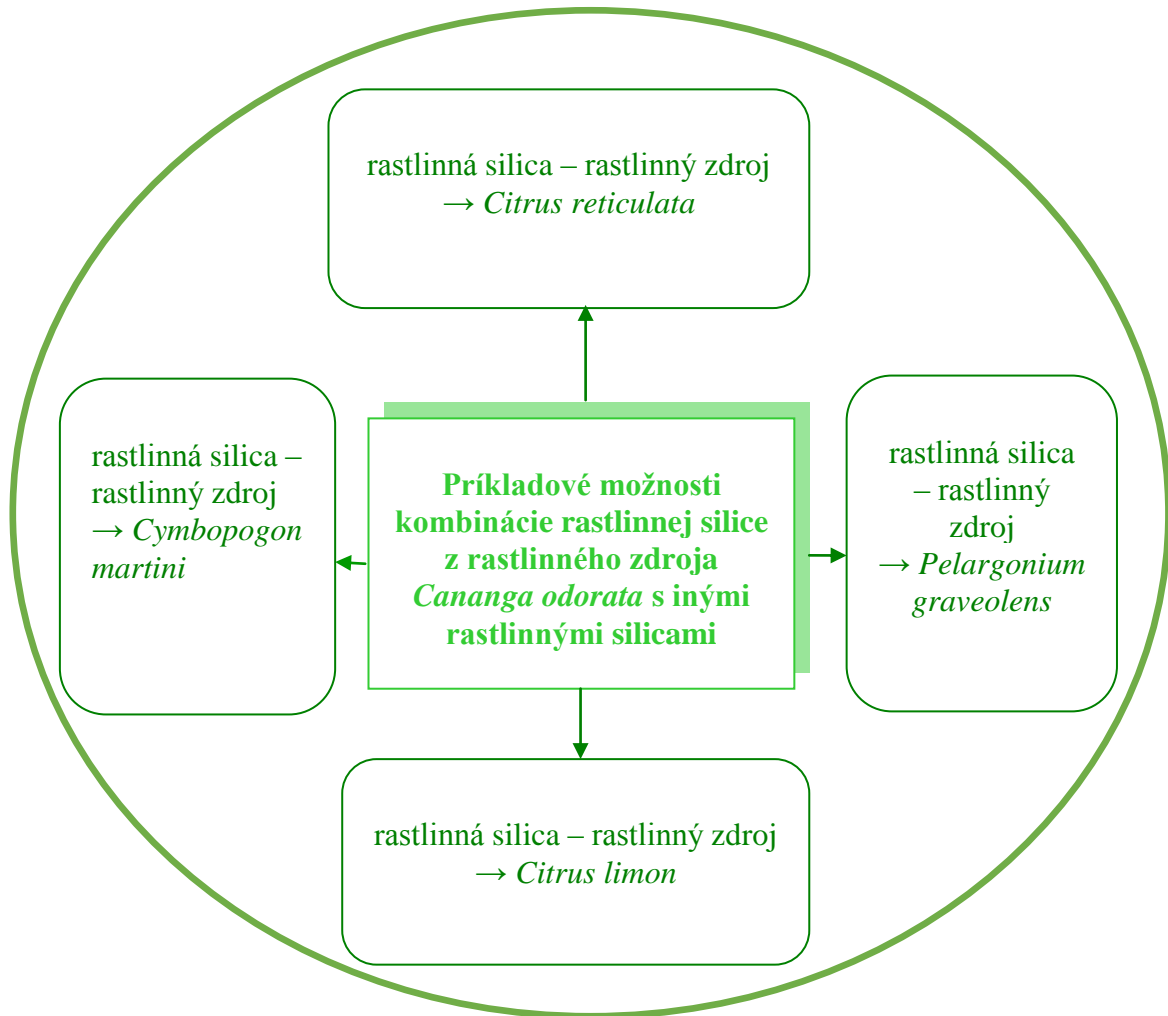 rastlinná silica – rastlinný zdroj
→ Citrus reticulata
rastlinná silica –
rastlinný zdroj
→ Cymbopogon
martini
Príkladové možnosti
kombinácie rastlinnej silice
z rastlinného zdroja
Cananga odorata s inými
rastlinnými silicami
rastlinná silica
– rastlinný
zdroj
→ Pelargonium
graveolens
rastlinná silica – rastlinný zdroj
→ Citrus limon